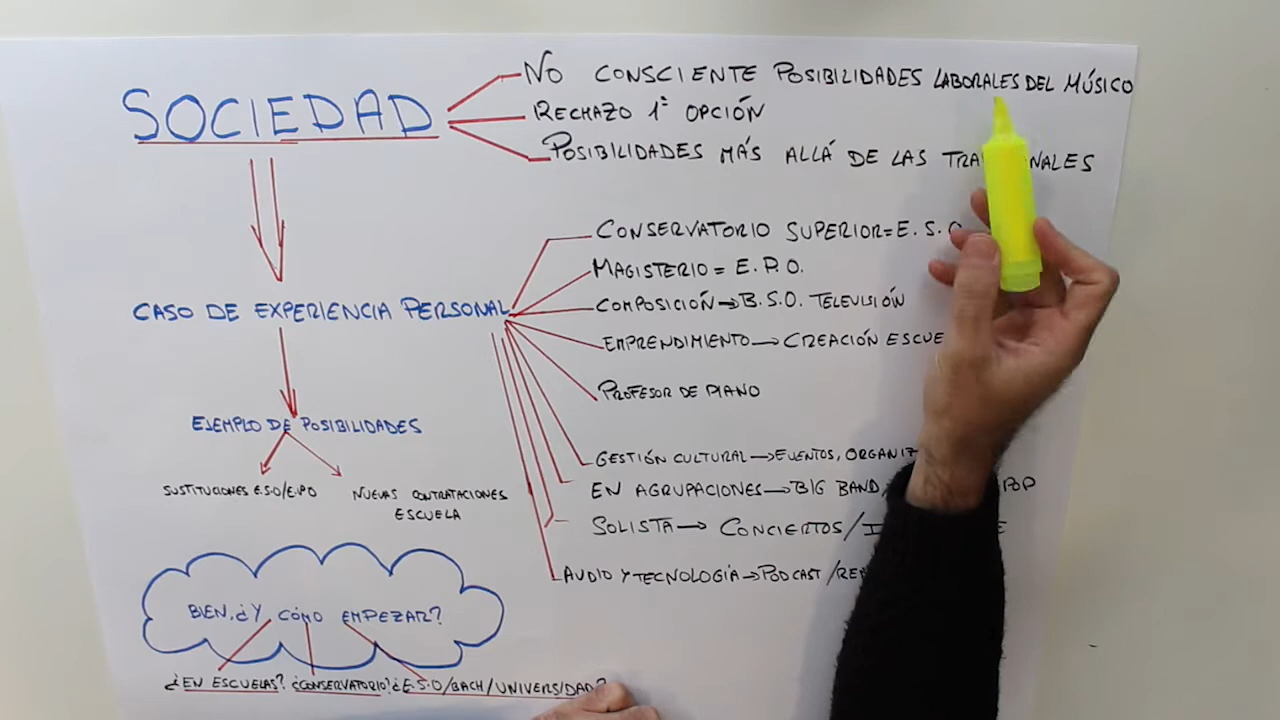 SOCIEDAD
NO CONSCIENTE POSIBILIDADES LABORALES DEL MÚSICO
RECHAZO 1ª OPCIÓN
POSIBILIDADES MÁS ALLÁ DE LAS
CASO DE EXPERIENCIA PERSONAL
CONSERVATORIO SUPERIOR = E.S.O
MAGISTERIO = E.P.O.
COMPOSICIÓN → B.S.O. TELEVISIÓN
EMPRENDIMIENTO → CREACIÓN
PROFESOR DE PIANO
GESTIÓN CULTURAL → EVENTOS,
EN AGRUPACIONES → BIG BAND, POP
SOLISTA → CONCIERTOS/
AUDIO Y TECNOLOGÍA → PODCAST/
EJEMPLO DE POSIBILIDADES
SUSTITUCIONES E.S.O/E.PO
NUEVAS CONTRATACIONES
ESCUELA
BIEN, ¿Y CÓMO EMPEZAR?
¿EN ESCUELAS? ¿CONSERVATORIO? ¿E.S.O/BACH/UNIVERSIDAD?